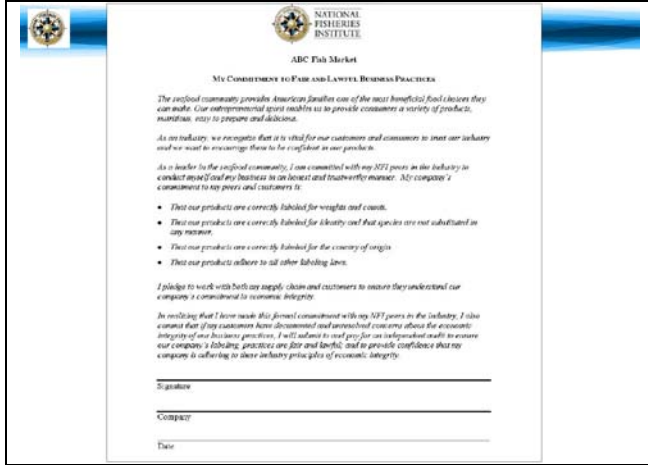 NATIONAL
FISHERIES
INSTITUTE
ABC Fish Market
MY COMMITMENT TO FAIR AND LAWFUL BUSINESS PRACTICES
The seafood community provides American families one of the most beneficial food choices they
can make. Our entrepreneurial spirit enables us to provide consumers a variety of products,
nutritious, easy to prepare and delicious.
As an industry, we recognize that it is vital for our customers and consumers to trust our industry
and we want to encourage them to be confident in our products.
As a leader in the seafood community, I am committed with my NFI peers in the industry to
conduct myself and my business in an honest and trustworthy manner. My company's
commitment to my peers and customers is:
• That our products are correctly labeled for weights and counts.
• That our products are correctly labeled for identity and that species are not substituted in
any manner.
• That our products are correctly labeled for the country of origin
• That our products adhere to all other labeling laws.
I pledge to work with both my supply chain and customers to ensure they understand our
company's commitment to economic integrity.
In realizing that I have made this formal commitment with my NFI peers in the industry, I also
commit that if my customers have documented and unresolved concerns about the economic
integrity of our business practices, I will submit to and pay for an independent audit to ensure
our company's labeling practices are fair and lawful; and to provide confidence that my
company is adhering to these industry principles of economic integrity.
Signature
Company
Date